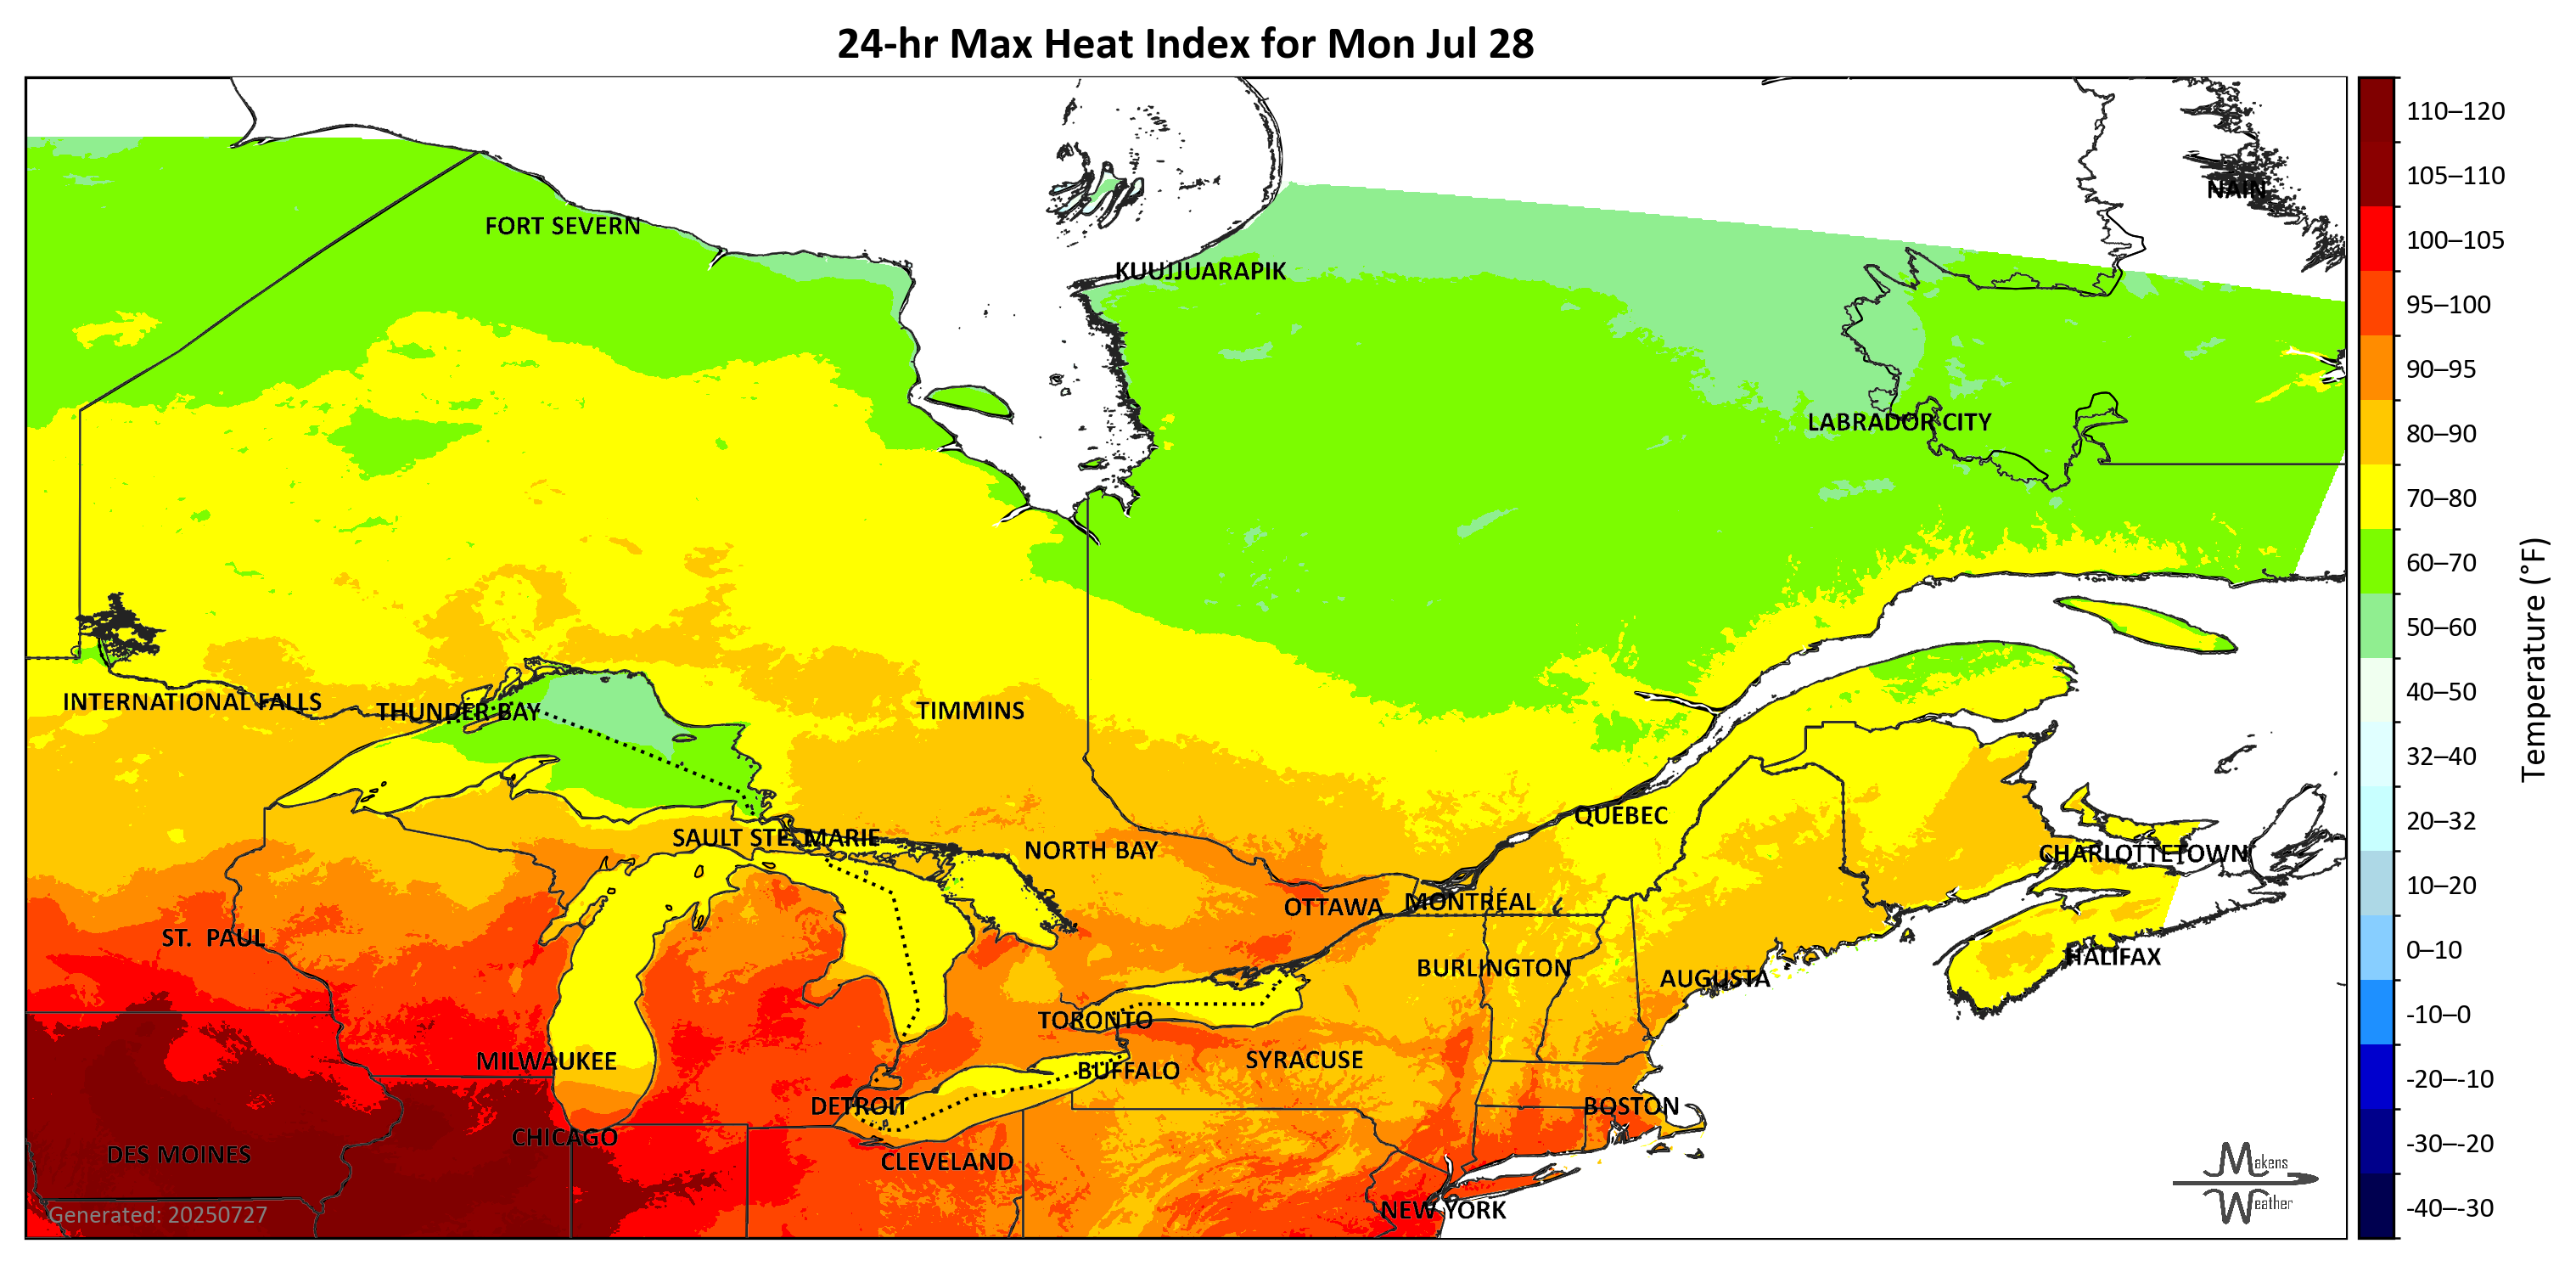 24-hr Max Heat Index for Mon Jul 28
110–120
105–110
100–105
95–100
90–95
80–90
70–80
60–70
50–60
40–50
32–40
20–32
10–20
0–10
-10–0
-20–-10
-30–-20
-40–-30
Temperature (°F)
NAIN
FORT SEVERN
KUUJJUARAPIK
LABRADOR CITY
INTERNATIONAL FALLS
THUNDER BAY
TIMMINS
QUEBEC
SAULT STE. MARIE
NORTH BAY
CHARLOTTETOWN
OTTAWA
MONTRÉAL
ST. PAUL
HALIFAX
BURLINGTON
AUGUSTA
TORONTO
MILWAUKEE
SYRACUSE
BUFFALO
DETROIT
BOSTON
CHICAGO
DES MOINES
CLEVELAND
NEW YORK
Generated: 20250727
Makens
Weather